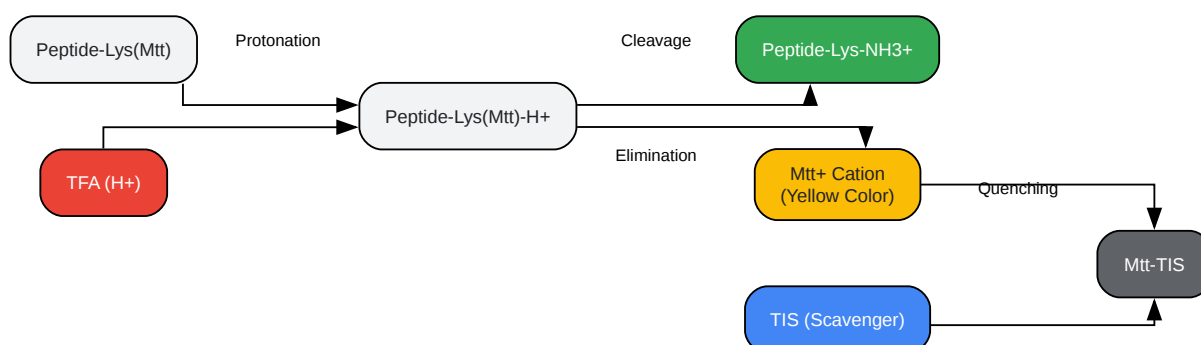 Peptide-Lys(Mtt)
Protonation
Cleavage
Peptide-Lys-NH3+
Peptide-Lys(Mtt)-H+
TFA (H+)
Elimination
Mtt+ Cation
(Yellow Color)
Quenching
Mtt-TIS
TIS (Scavenger)